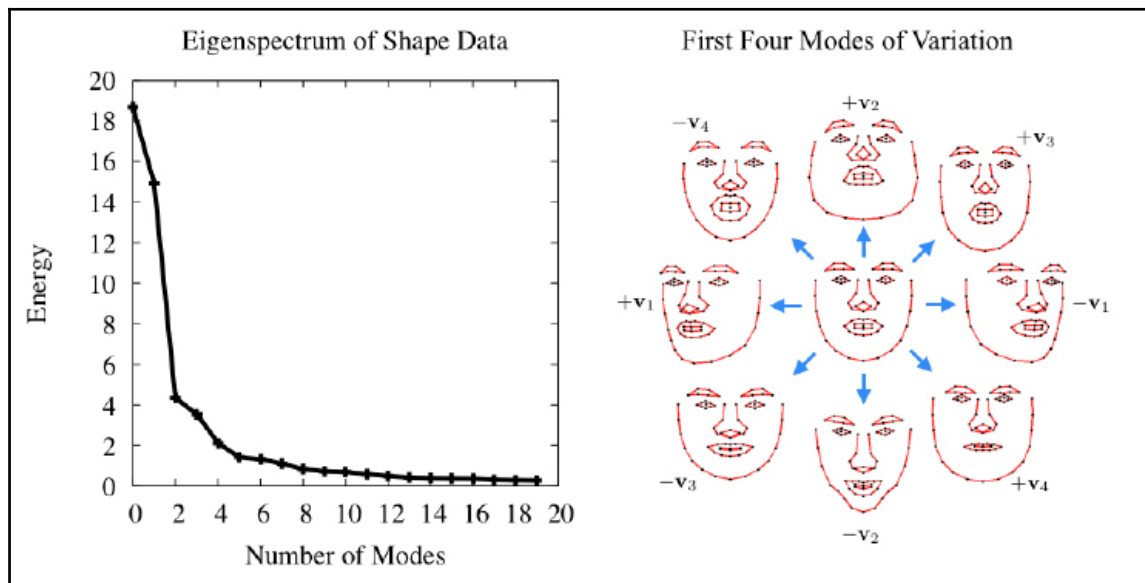 Eigenspectrum of Shape Data
20
18
16
14
12
10
8
6
4
2
0
Energy
0 2 4 6 8 10 12 14 16 18 20
Number of Modes
First Four Modes of Variation
+v₂
−v₄
+v₃
+v₁
−v₁
−v₃
+v₄
−v₂